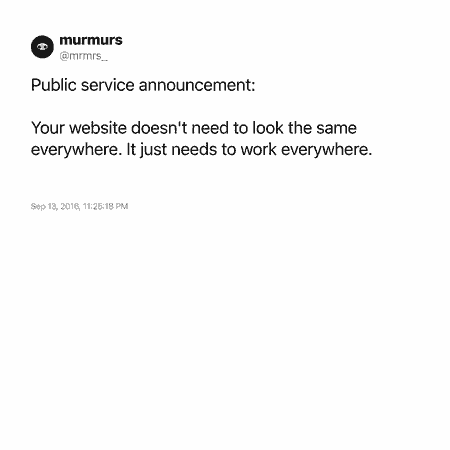 murmurs
@mrmrs_
Public service announcement:
Your website doesn't need to look the same
everywhere. It just needs to work everywhere.
Sep 13, 2016, 11:25:18 PM